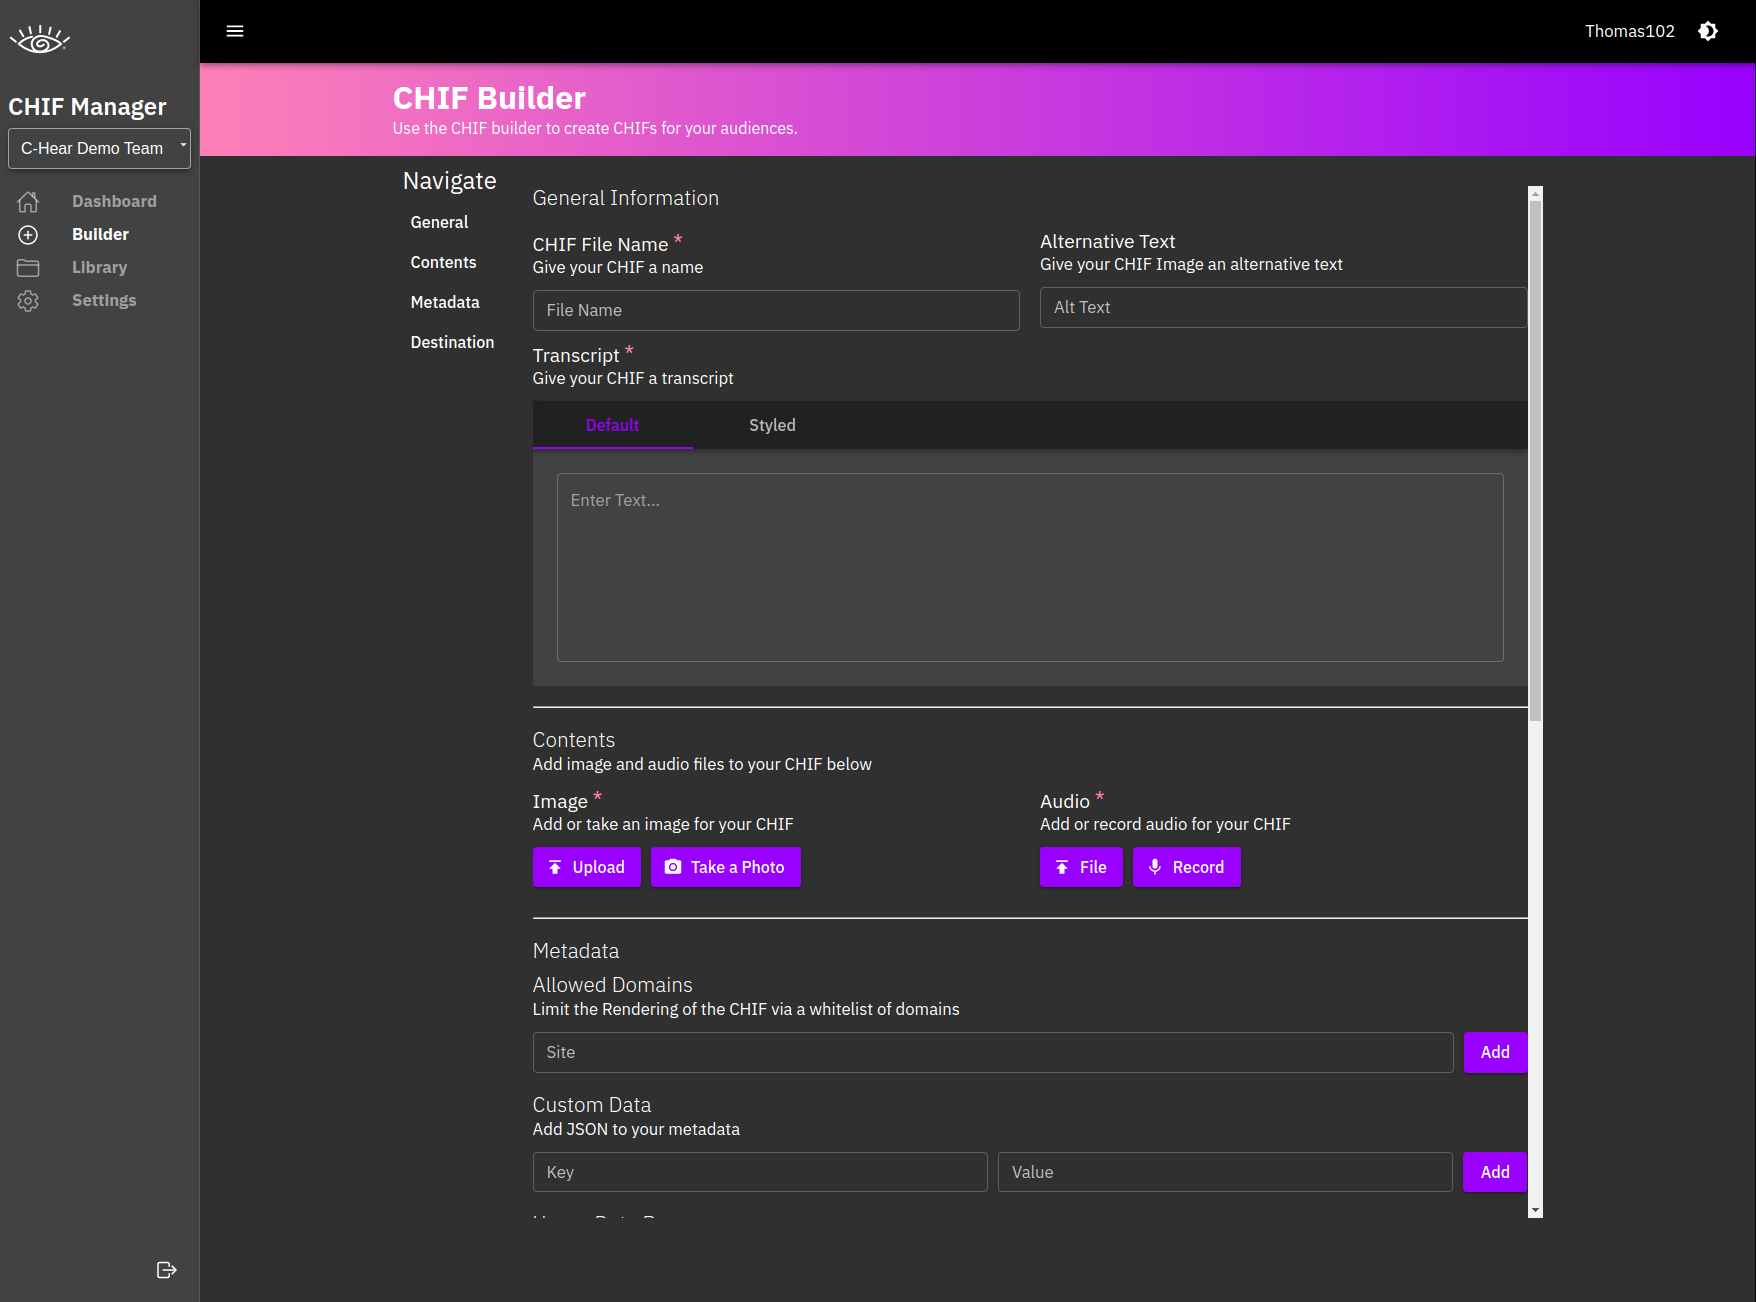 Thomas102
CHIF Manager
C-Hear Demo Team
Dashboard
Builder
Library
Settings
CHIF Builder
Use the CHIF builder to create CHIFs for your audiences.
Navigate
General
Contents
Metadata
Destination
General Information
CHIF File Name *
Give your CHIF a name
File Name
Alternative Text
Give your CHIF Image an alternative text
Alt Text
Transcript *
Give your CHIF a transcript
Default
Styled
Enter Text...
Contents
Add image and audio files to your CHIF below
Image *
Add or take an image for your CHIF
Upload
Take a Photo
Audio *
Add or record audio for your CHIF
File
Record
Metadata
Allowed Domains
Limit the Rendering of the CHIF via a whitelist of domains
Site
Add
Custom Data
Add JSON to your metadata
Key
Value
Add